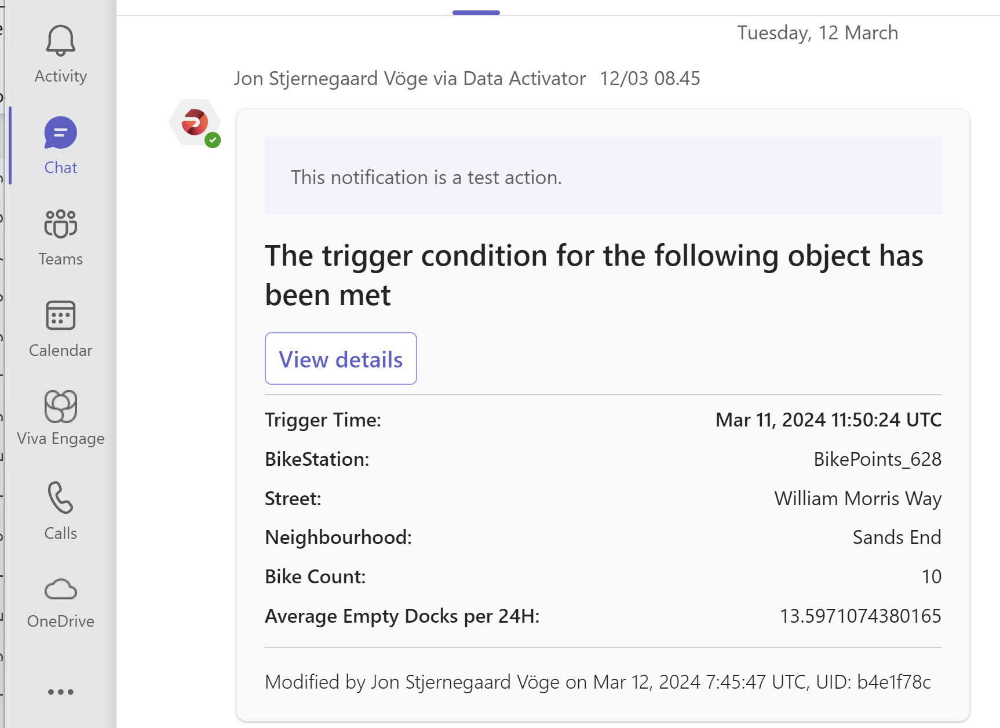 Activity
Chat
Teams
Calendar
Viva Engage
Calls
OneDrive
Tuesday, 12 March
Jon Stjernegaard Vöge via Data Activator 12/03 08.45
This notification is a test action.
The trigger condition for the following object has
been met
View details
Trigger Time: Mar 11, 2024 11:50:24 UTC
BikeStation: BikePoints_628
Street: William Morris Way
Neighbourhood: Sands End
Bike Count: 10
Average Empty Docks per 24H: 13.5971074380165
Modified by Jon Stjernegaard Vöge on Mar 12, 2024 7:45:47 UTC, UID: b4e1f78c